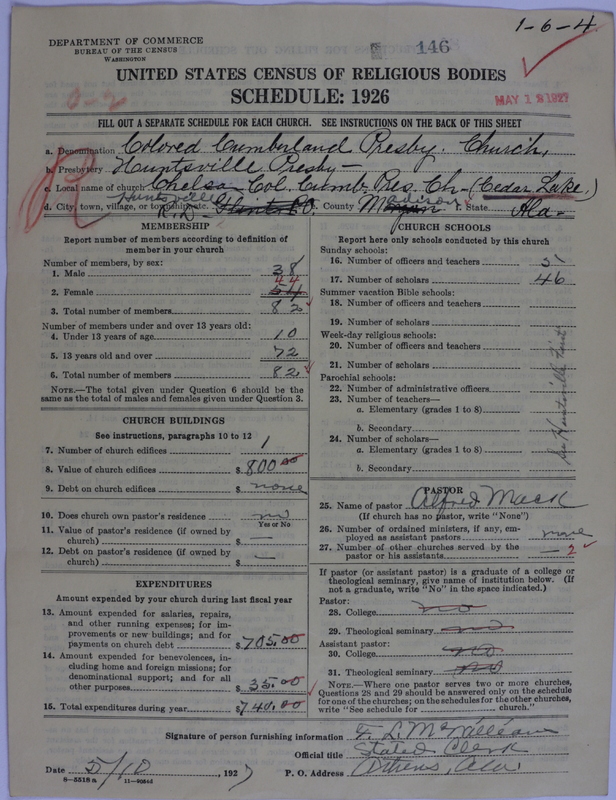 1-6-4
DEPARTMENT OF COMMERCE
BUREAU OF THE CENSUS
WASHINGTON
146
UNITED STATES CENSUS OF RELIGIOUS BODIES
SCHEDULE: 1926
MAY 18 1927
FILL OUT A SEPARATE SCHEDULE FOR EACH CHURCH. SEE INSTRUCTIONS ON THE BACK OF THIS SHEET
a. Denomination Colored Cumberland Presby. Church,
b. Presbytery Huntsville Presby-
c. Local name of church Chelsa- Col. Cumb. Pres. Ch- (Cedar Lake.)
Huntsville Madison
d. City, town, village, or township, etc. R.D- County Morgan f. State Ala-
MEMBERSHIP
Report number of members according to definition of member in your church
Number of members, by sex:
1. Male 38
44
2. Female 54
3. Total number of members 82
Number of members under and over 13 years old:
4. Under 13 years of age 10
5. 13 years old and over 72
6. Total number of members 82
NOTE.—The total given under Question 6 should be the same as the total of males and females given under Question 3.
CHURCH BUILDINGS
See instructions, paragraphs 10 to 12
7. Number of church edifices 1
8. Value of church edifices $ 800.00
9. Debt on church edifices $ none
10. Does church own pastor's residence no
Yes or No
11. Value of pastor's residence (if owned by church) $ —
12. Debt on pastor's residence (if owned by church) $ —
EXPENDITURES
Amount expended by your church during last fiscal year
13. Amount expended for salaries, repairs, and other running expenses; for improvements or new buildings; and for payments on church debt $ 705.00
14. Amount expended for benevolences, including home and foreign missions; for denominational support; and for all other purposes $ 35.00
15. Total expenditures during year $ 740.00
CHURCH SCHOOLS
Report here only schools conducted by this church
Sunday schools:
16. Number of officers and teachers 5
17. Number of scholars 46
Summer vacation Bible schools:
18. Number of officers and teachers
19. Number of scholars
Week-day religious schools:
20. Number of officers and teachers
21. Number of scholars
Parochial schools:
22. Number of administrative officers
23. Number of teachers—
a. Elementary (grades 1 to 8)
b. Secondary
24. Number of scholars—
a. Elementary (grades 1 to 8)
b. Secondary
PASTOR
25. Name of pastor Alfred Mack
(If church has no pastor, write "None")
26. Number of ordained ministers, if any, employed as assistant pastors none
27. Number of other churches served by the pastor or his assistants — 2
If pastor (or assistant pastor) is a graduate of a college or theological seminary, give name of institution below. (If not a graduate, write "No" in the space indicated.)
Pastor:
28. College no
29. Theological seminary no
Assistant pastor:
30. College no
31. Theological seminary no
NOTE.—Where one pastor serves two or more churches, Questions 28 and 29 should be answered only on the schedule for one of the churches; on the schedules for the other churches, write "See schedule for church."
Signature of person furnishing information
Official title Stated Clerk
Date 5/10, 1927
P. O. Address Athens, Ala.
8-5518a